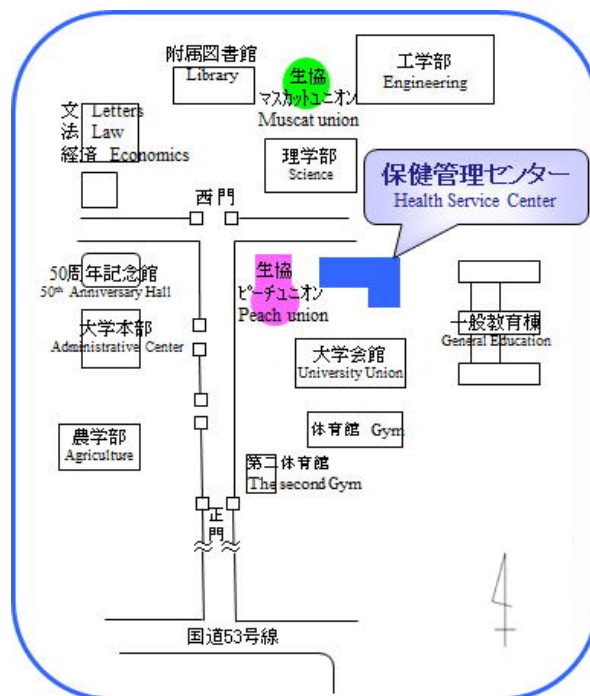 附属図書館
Library
生協
マスカットユニオン
Muscat union
工学部
Engineering
文 Letters
法 Law
経済 Economics
理学部
Science
保健管理センター
Health Service Center
西門
50周年記念館
50th Anniversary Hall
生協
ピーチユニオン
Peach union
大学本部
Administrative Center
一般教育棟
General Education
大学会館
University Union
農学部
Agriculture
体育館 Gym
第二体育館
The second Gym
正門
国道53号線